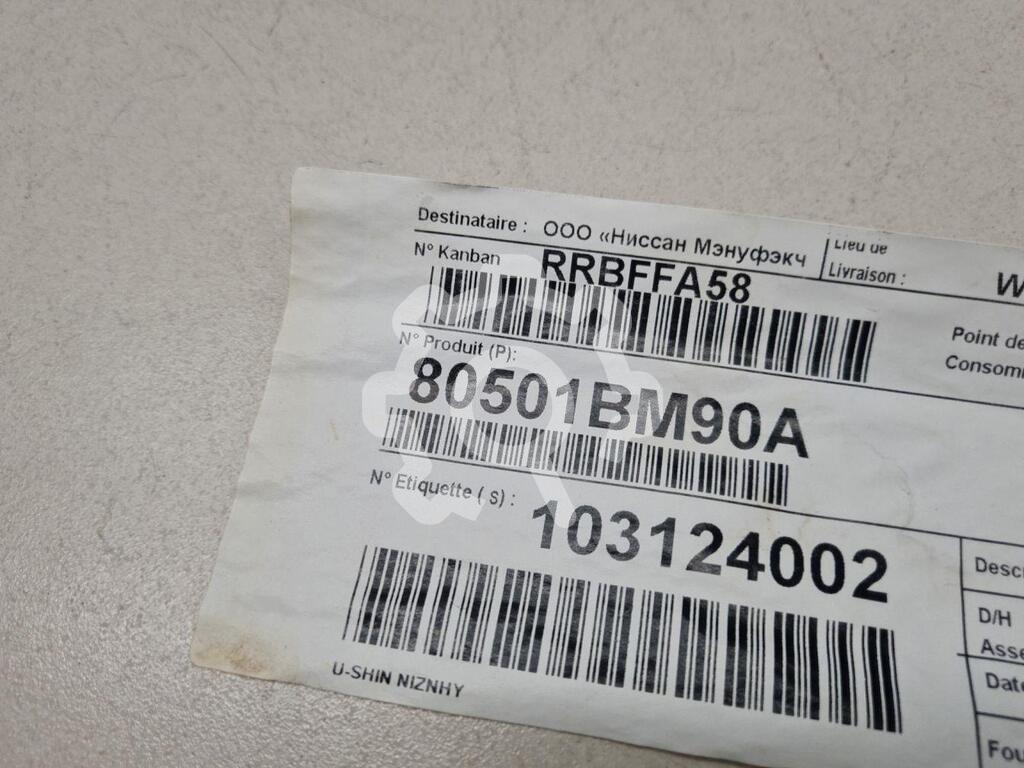 Destinataire : ООО «Ниссан Мэнуфэкч
Lieu de
Livraison :
W
N° Kanban RRBFFA58
Point de
Consom
N° Produit (P):
80501BM90A
N° Etiquette ( s) :
103124002
Descr
D/H
Asse
Date
Fou
U-SHIN NIZNHY